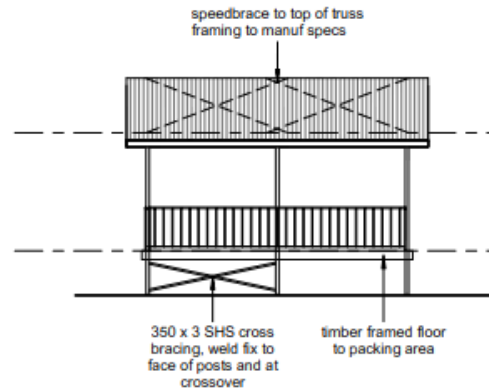 speedbrace to top of truss
framing to manuf specs
350 x 3 SHS cross
bracing, weld fix to
face of posts and at
crossover
timber framed floor
to packing area